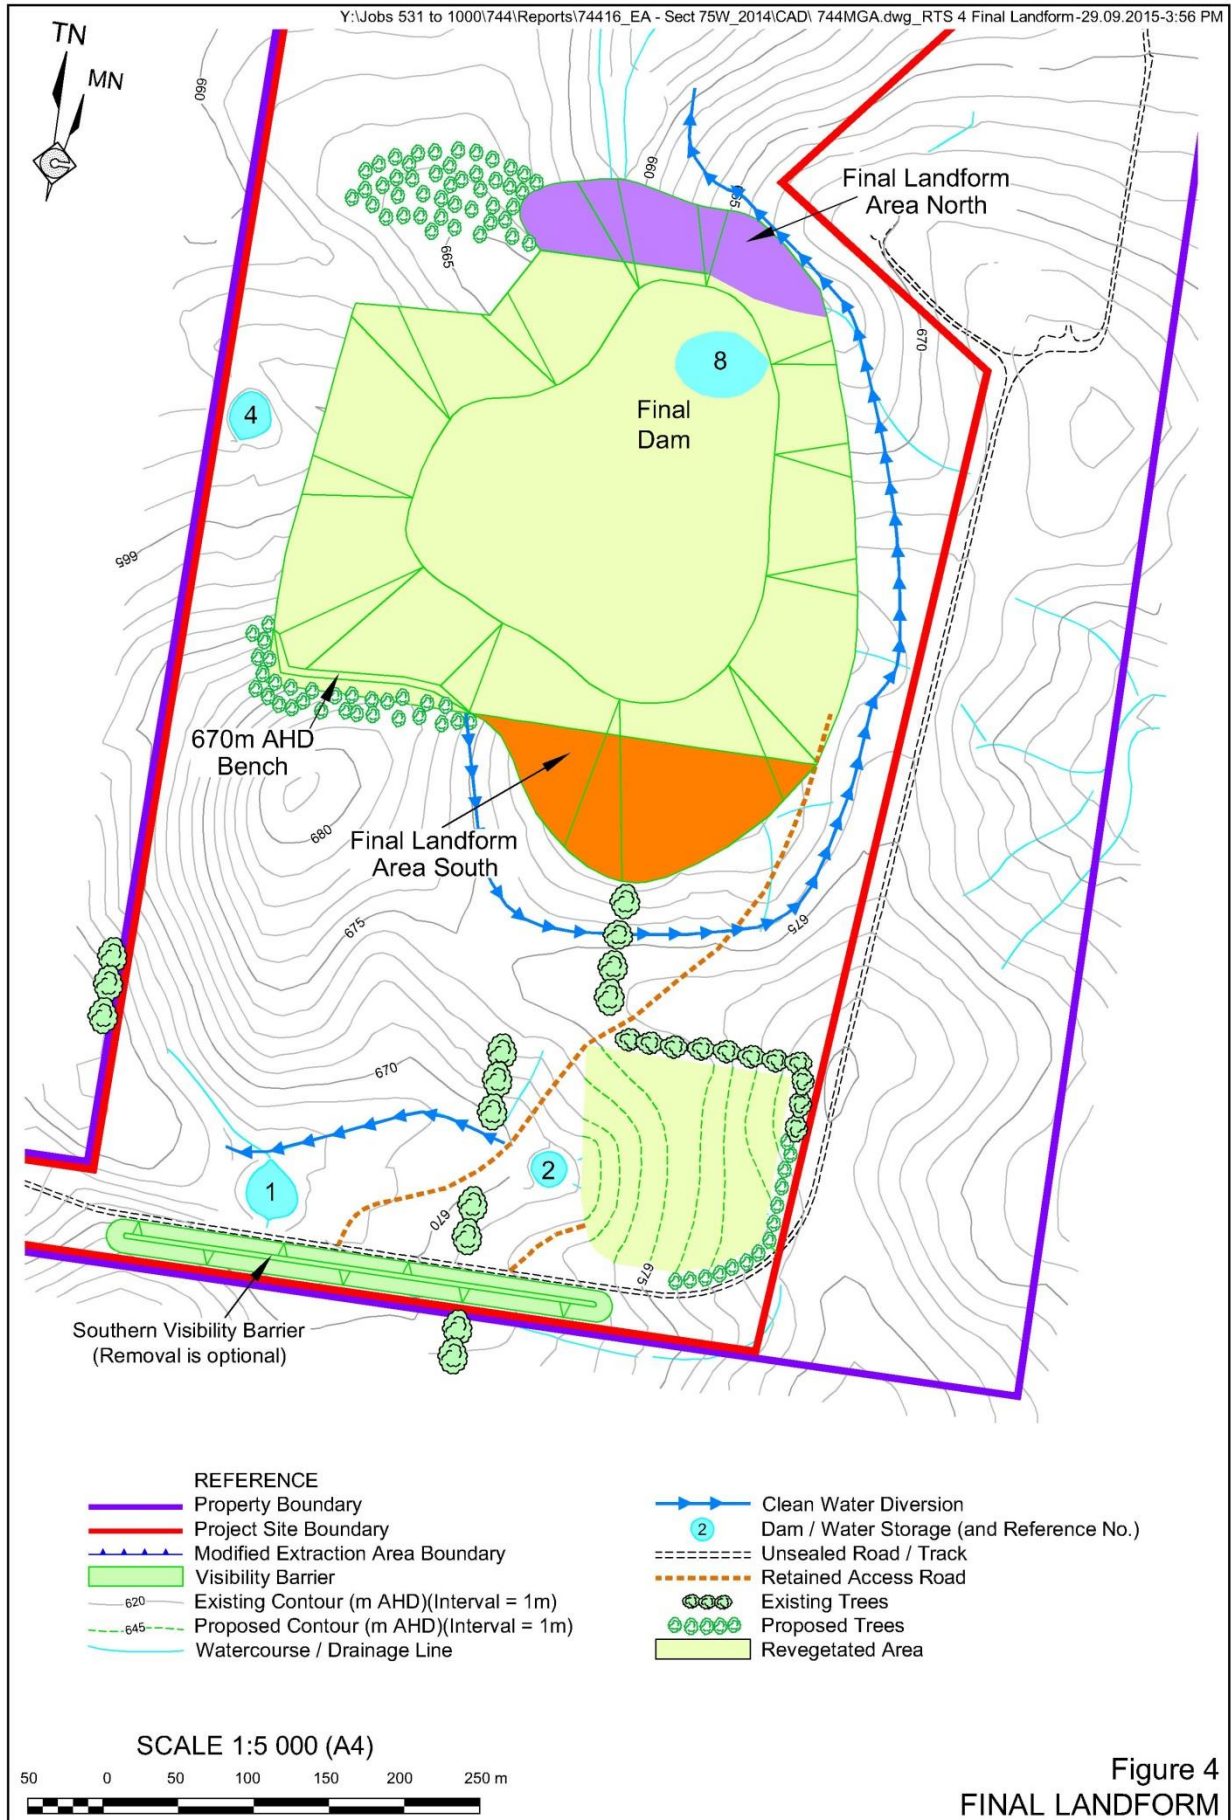 Y:\Jobs 531 to 1000\744\Reports\74416_EA - Sect 75W_2014\CAD\ 744MGA.dwg_RTS 4 Final Landform-29.09.2015-3:56 PM
TN
MN
660
660
665
Final Landform
Area North
665
670
8
4
Final
Dam
665
670m AHD
Bench
680
Final Landform
Area South
675
675
670
2
1
670
675
Southern Visibility Barrier
(Removal is optional)
REFERENCE
Property Boundary
Project Site Boundary
Modified Extraction Area Boundary
Visibility Barrier
620
Existing Contour (m AHD)(Interval = 1m)
645
Proposed Contour (m AHD)(Interval = 1m)
Watercourse / Drainage Line
Clean Water Diversion
2
Dam / Water Storage (and Reference No.)
Unsealed Road / Track
Retained Access Road
Existing Trees
Proposed Trees
Revegetated Area
SCALE 1:5 000 (A4)
50 0 50 100 150 200 250 m
Figure 4
FINAL LANDFORM